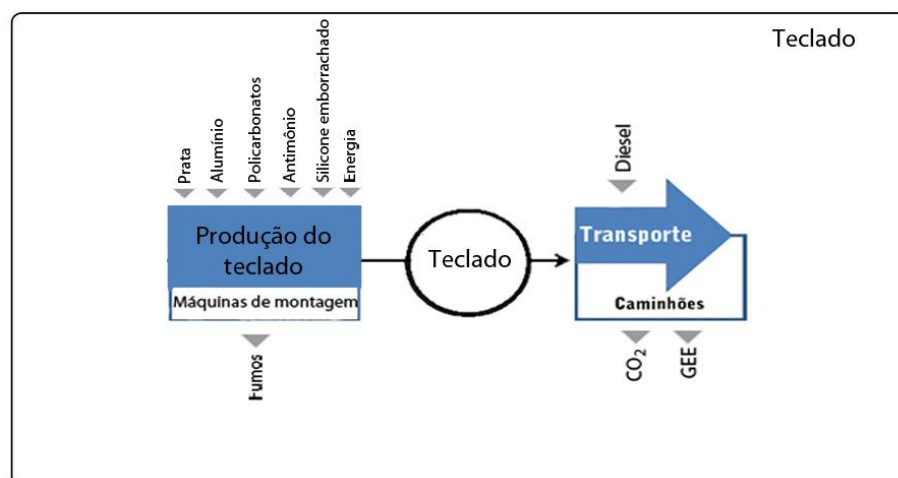 Teclado
Prata
Alumínio
Policarbonatos
Antimônio
Silicone emborrachado
Energia
Diesel
Produção do
teclado
Máquinas de montagem
Teclado
Transporte
Caminhões
Fumos
CO₂
GEE